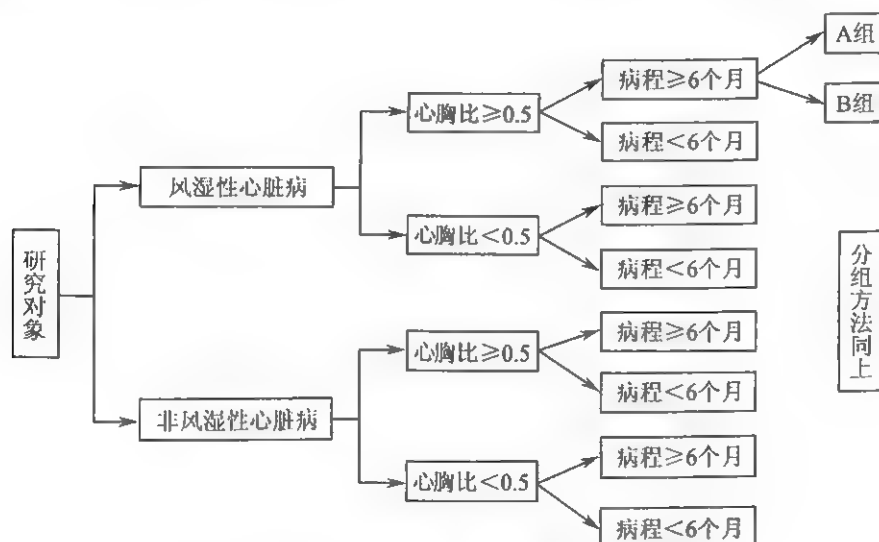 A组
病程≥6个月
B组
心胸比≥0.5
病程<6个月
风湿性心脏病
病程≥6个月
心胸比<0.5
病程<6个月
研究对象
分组方法同上
病程≥6个月
心胸比≥0.5
病程<6个月
非风湿性心脏病
病程≥6个月
心胸比<0.5
病程<6个月